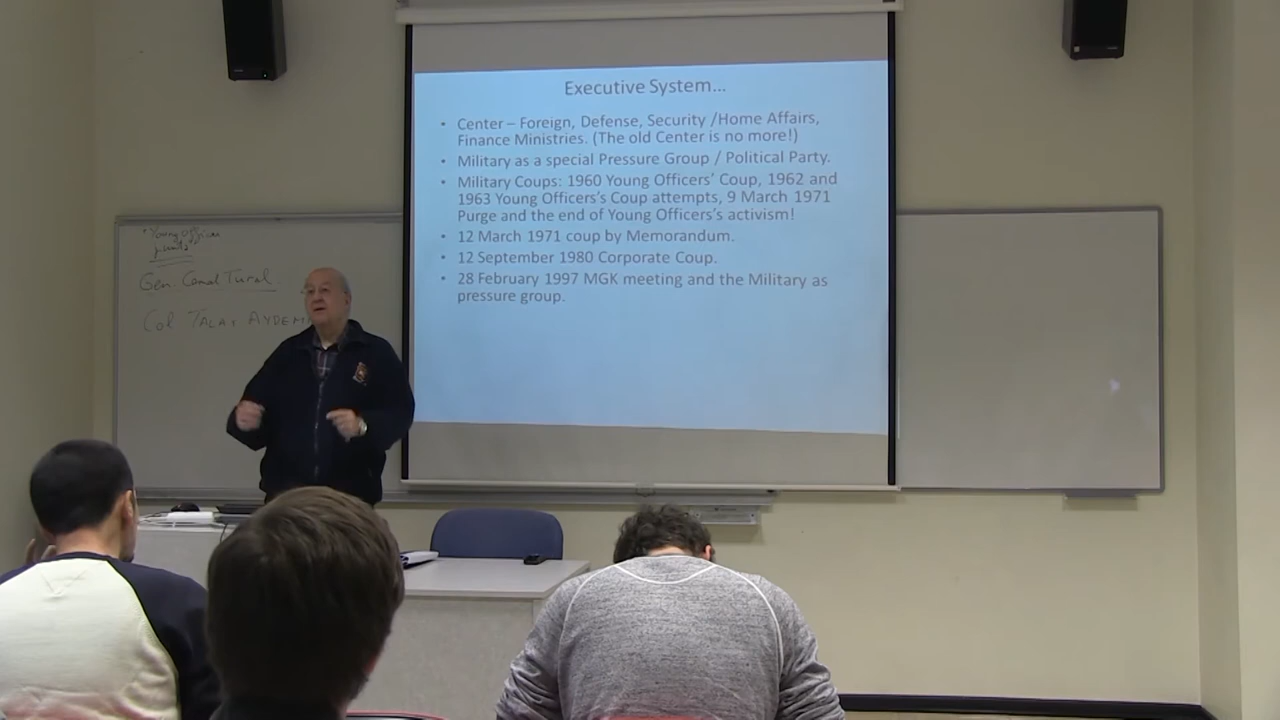 Executive System...
• Center – Foreign, Defense, Security /Home Affairs,
Finance Ministries. (The old Center is no more!)
• Military as a special Pressure Group / Political Party.
• Military Coups: 1960 Young Officers' Coup, 1962 and
1963 Young Officers's Coup attempts, 9 March 1971
Purge and the end of Young Officers's activism!
• 12 March 1971 coup by Memorandum.
• 12 September 1980 Corporate Coup.
• 28 February 1997 MGK meeting and the Military as
pressure group.
Young Officers
Gen. Cemal Tural.
Col TALAt AYDEM